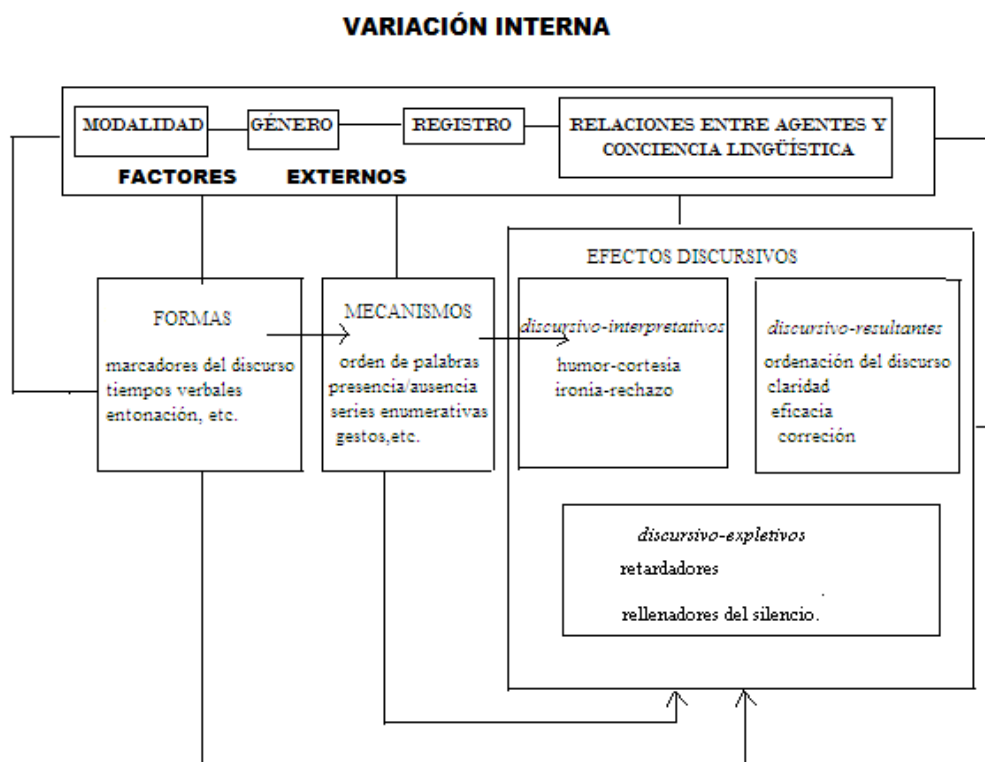 VARIACIÓN INTERNA
MODALIDAD
GÉNERO
REGISTRO
RELACIONES ENTRE AGENTES Y
CONCIENCIA LINGÜÍSTICA
FACTORES EXTERNOS
FORMAS
marcadores del discurso
tiempos verbales
entonación, etc.
MECANISMOS
orden de palabras
presencia/ausencia
series enumerativas
gestos,etc.
EFECTOS DISCURSIVOS
discursivo-interpretativos
humor-cortesia
ironia-rechazo
discursivo-resultantes
ordenación del discurso
claridad
eficacia
correción
discursivo-expletivos
retardadores
rellenadores del silencio.